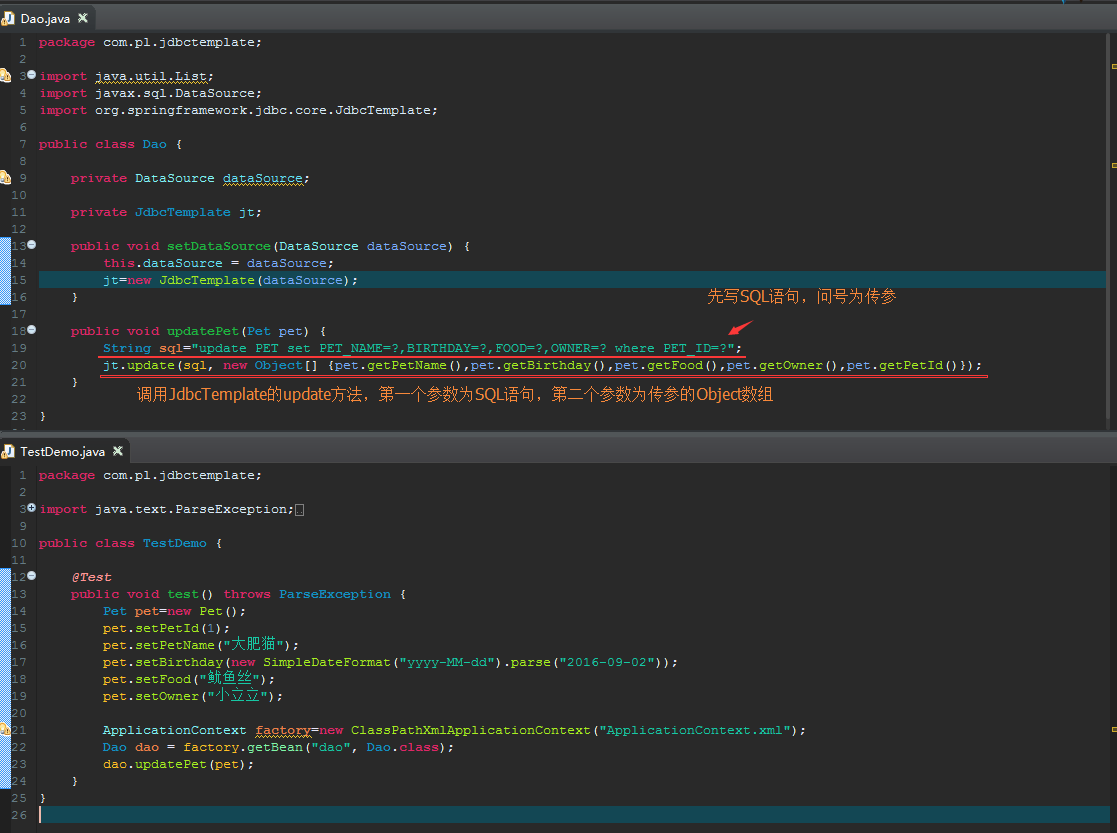 Dao.java
1 package com.pl.jdbctemplate;
2
3 import java.util.List;
4 import javax.sql.DataSource;
5 import org.springframework.jdbc.core.JdbcTemplate;
6
7 public class Dao {
8
9 private DataSource dataSource;
10
11 private JdbcTemplate jt;
12
13 public void setDataSource(DataSource dataSource) {
14 this.dataSource = dataSource;
15 jt=new JdbcTemplate(dataSource);
16 }
先写SQL语句，问号为传参
17
18 public void updatePet(Pet pet) {
19 String sql="update PET set PET_NAME=?,BIRTHDAY=?,FOOD=?,OWNER=? where PET_ID=?";
20 jt.update(sql, new Object[] {pet.getPetName(),pet.getBirthday(),pet.getFood(),pet.getOwner(),pet.getPetId()});
21 }
调用JdbcTemplate的update方法，第一个参数为SQL语句，第二个参数为传参的Object数组
22
23 }
TestDemo.java
1 package com.pl.jdbctemplate;
2
3 import java.text.ParseException;
9
10 public class TestDemo {
11
12 @Test
13 public void test() throws ParseException {
14 Pet pet=new Pet();
15 pet.setPetId(1);
16 pet.setPetName("大肥猫");
17 pet.setBirthday(new SimpleDateFormat("yyyy-MM-dd").parse("2016-09-02"));
18 pet.setFood("鱿鱼丝");
19 pet.setOwner("小立立");
20
21 ApplicationContext factory=new ClassPathXmlApplicationContext("ApplicationContext.xml");
22 Dao dao = factory.getBean("dao", Dao.class);
23 dao.updatePet(pet);
24 }
25 }
26